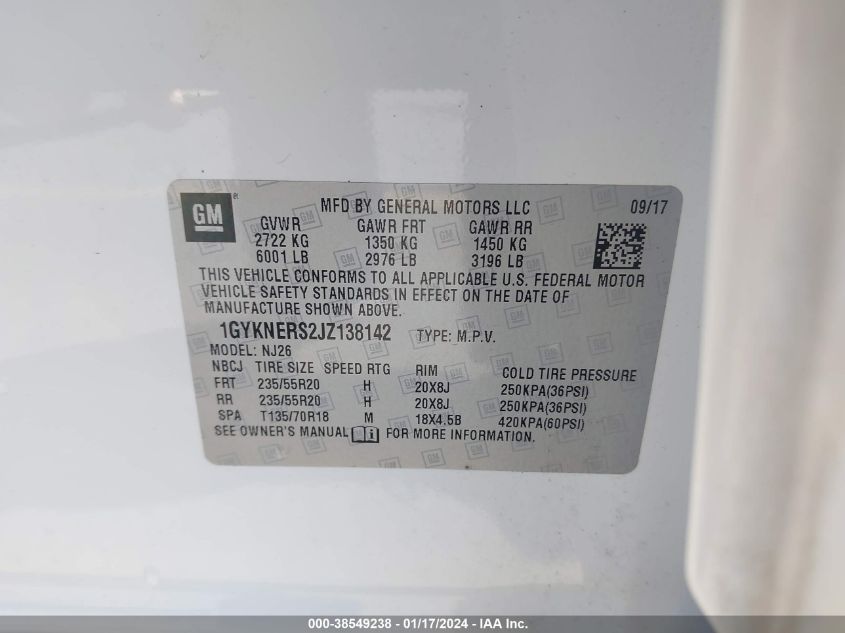 GM ® MFD BY GENERAL MOTORS LLC 09/17
GVWR GAWR FRT GAWR RR
2722 KG 1350 KG 1450 KG
6001 LB 2976 LB 3196 LB
THIS VEHICLE CONFORMS TO ALL APPLICABLE U.S. FEDERAL MOTOR
VEHICLE SAFETY STANDARDS IN EFFECT ON THE DATE OF
MANUFACTURE SHOWN ABOVE.
1GYKNERS2JZ138142 TYPE: M.P.V.
MODEL: NJ26
NBCJ TIRE SIZE SPEED RTG RIM COLD TIRE PRESSURE
FRT 235/55R20 H 20X8J 250KPA(36PSI)
RR 235/55R20 H 20X8J 250KPA(36PSI)
SPA T135/70R18 M 18X4.5B 420KPA(60PSI)
SEE OWNER'S MANUAL i FOR MORE INFORMATION.
000-38549238 - 01/17/2024 - IAA Inc.